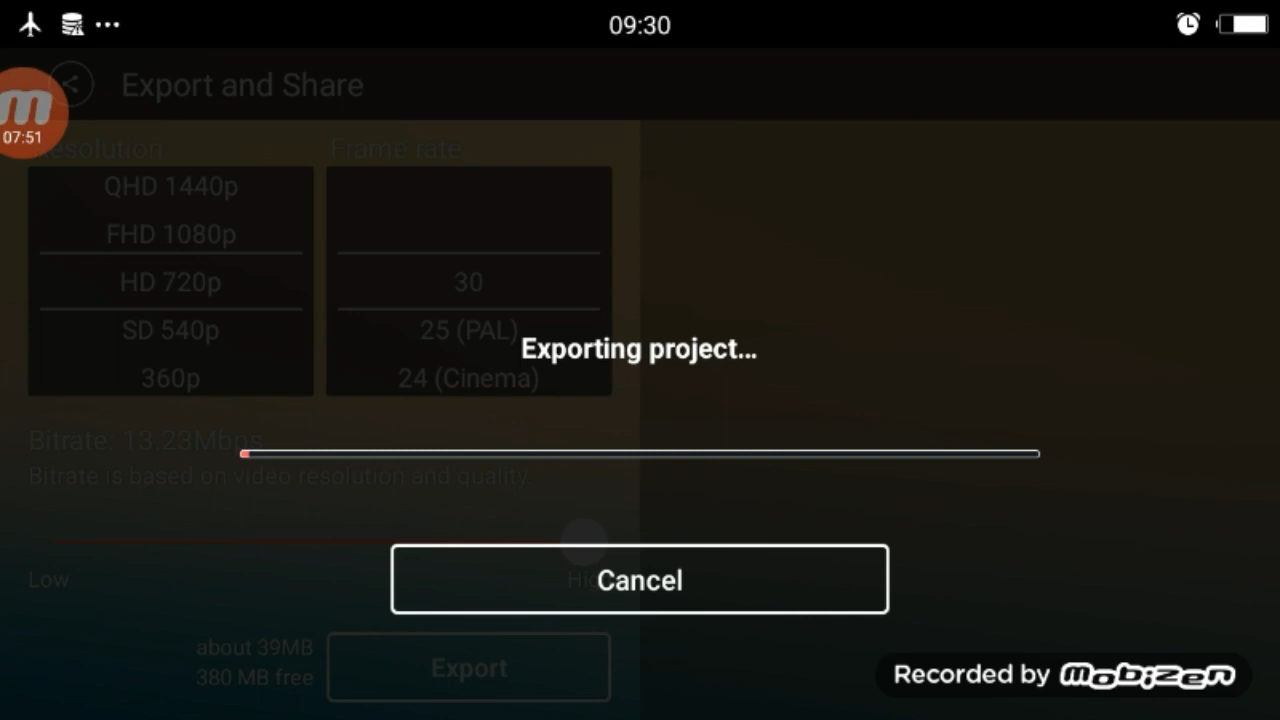 09:30
Export and Share
07:51
esolution
Frame rate
QHD 1440p
FHD 1080p
HD 720p
SD 540p
360p
30
25 (PAL)
24 (Cinema)
Exporting project...
Bitrate: 13.23Mbps
Bitrate is based on video resolution and quality.
Low
Hig
Cancel
about 39MB
380 MB free
Export
Recorded by mobizen